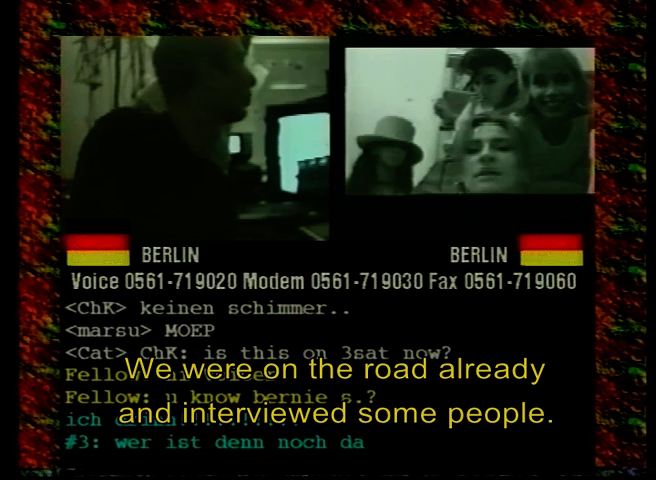 BERLIN
BERLIN
Voice 0561-719020 Modem 0561-719030 Fax 0561-719060
<ChK> keinen schimmer..
<marsu> MOEP
<Cat> ChK: is this on 3sat now?
We were on the road already
Fellow:
Fellow: u know bernie s.?
and interviewed some people.
ich
#3: wer ist denn noch da